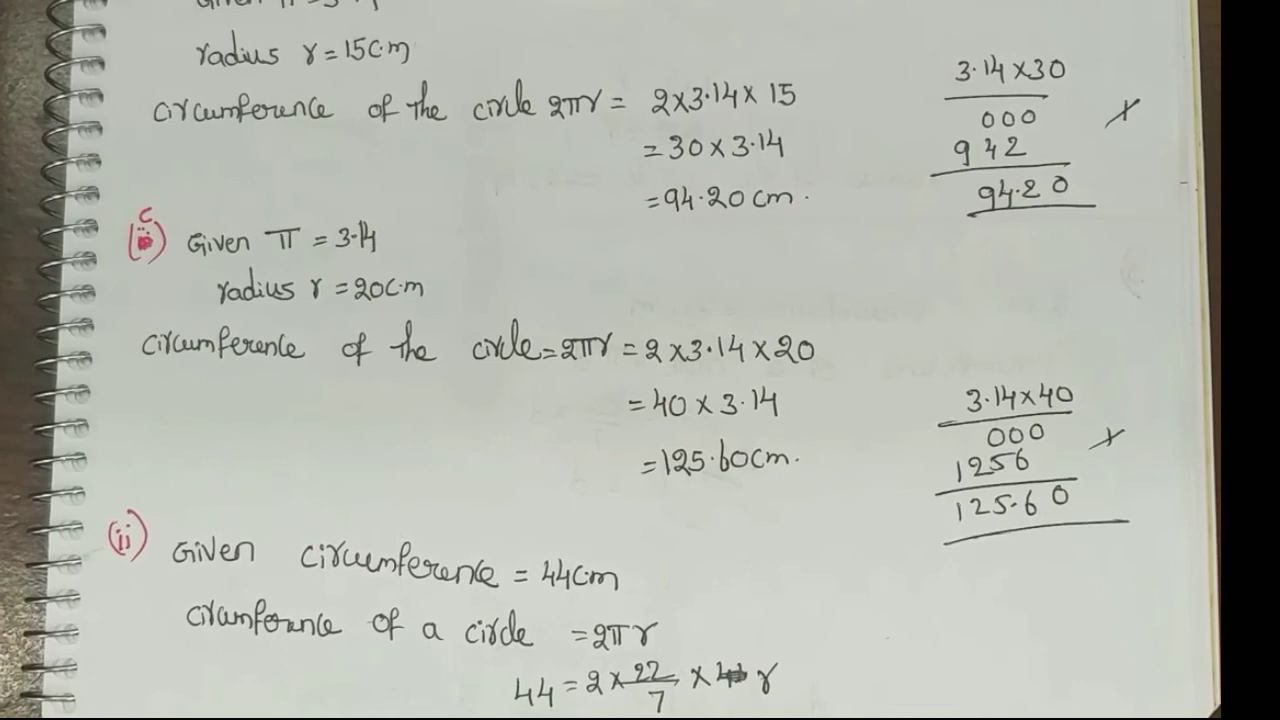 radius r = 15cm
circumference of the circle 2πr = 2×3.14× 15
= 30 × 3.14
= 94.20 cm.
3.14 × 30
000
942
94.20
×
(c) Given π = 3.14
radius r = 20c.m
circumference of the circle = 2πr = 2 × 3.14 × 20
= 40 × 3.14
= 125.60cm.
3.14 × 40
000
1256
125.60
×
(ii) Given circumference = 44cm
circumference of a circle = 2πr
44 = 2 × 22/7 × r